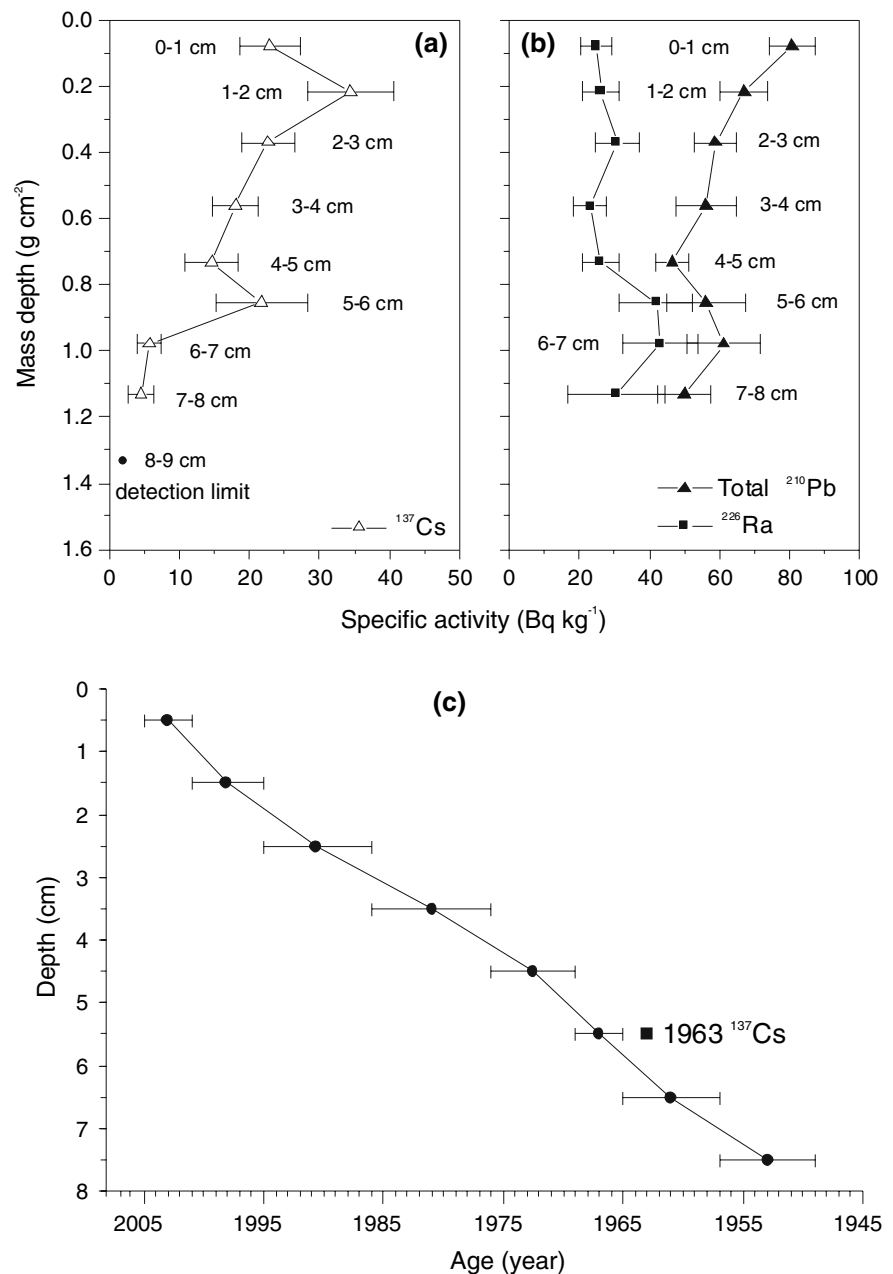 (a)
(b)
0.0
0.2
0.4
0.6
0.8
1.0
1.2
1.4
1.6
Mass depth (g cm⁻²)
0-1 cm
1-2 cm
2-3 cm
3-4 cm
4-5 cm
5-6 cm
6-7 cm
7-8 cm
8-9 cm
detection limit
¹³⁷Cs
0 10 20 30 40 50
0-1 cm
1-2 cm
2-3 cm
3-4 cm
4-5 cm
5-6 cm
6-7 cm
7-8 cm
Total ²¹⁰Pb
²²⁶Ra
0 20 40 60 80 100
Specific activity (Bq kg⁻¹)
(c)
0
1
2
3
4
5
6
7
8
Depth (cm)
1963 ¹³⁷Cs
2005 1995 1985 1975 1965 1955 1945
Age (year)